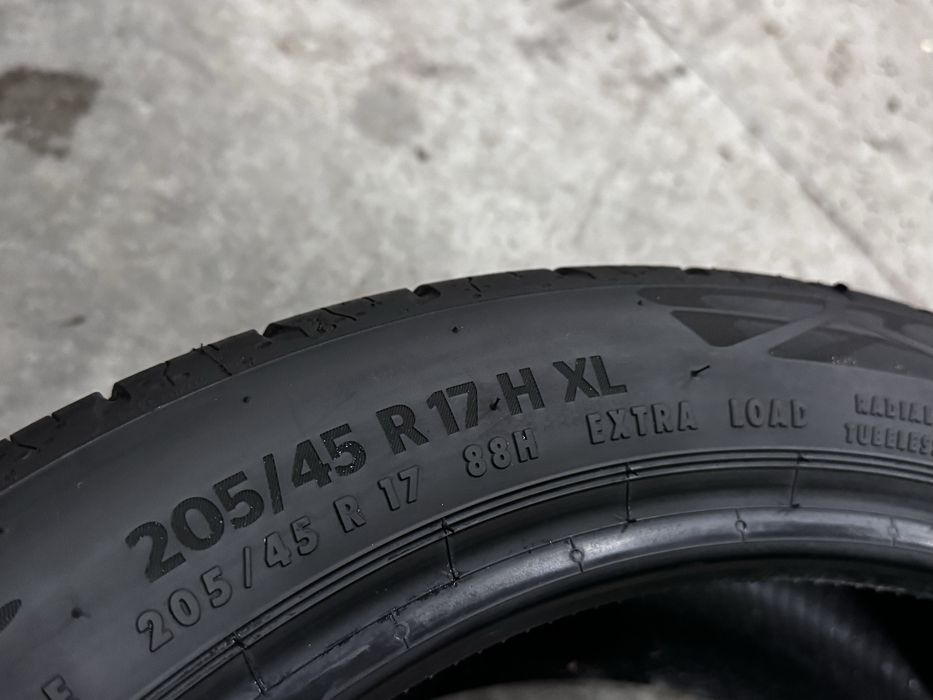 205/45 R 17 H XL
205/45 R 17 88H EXTRA LOAD
RADIAL
TUBELESS